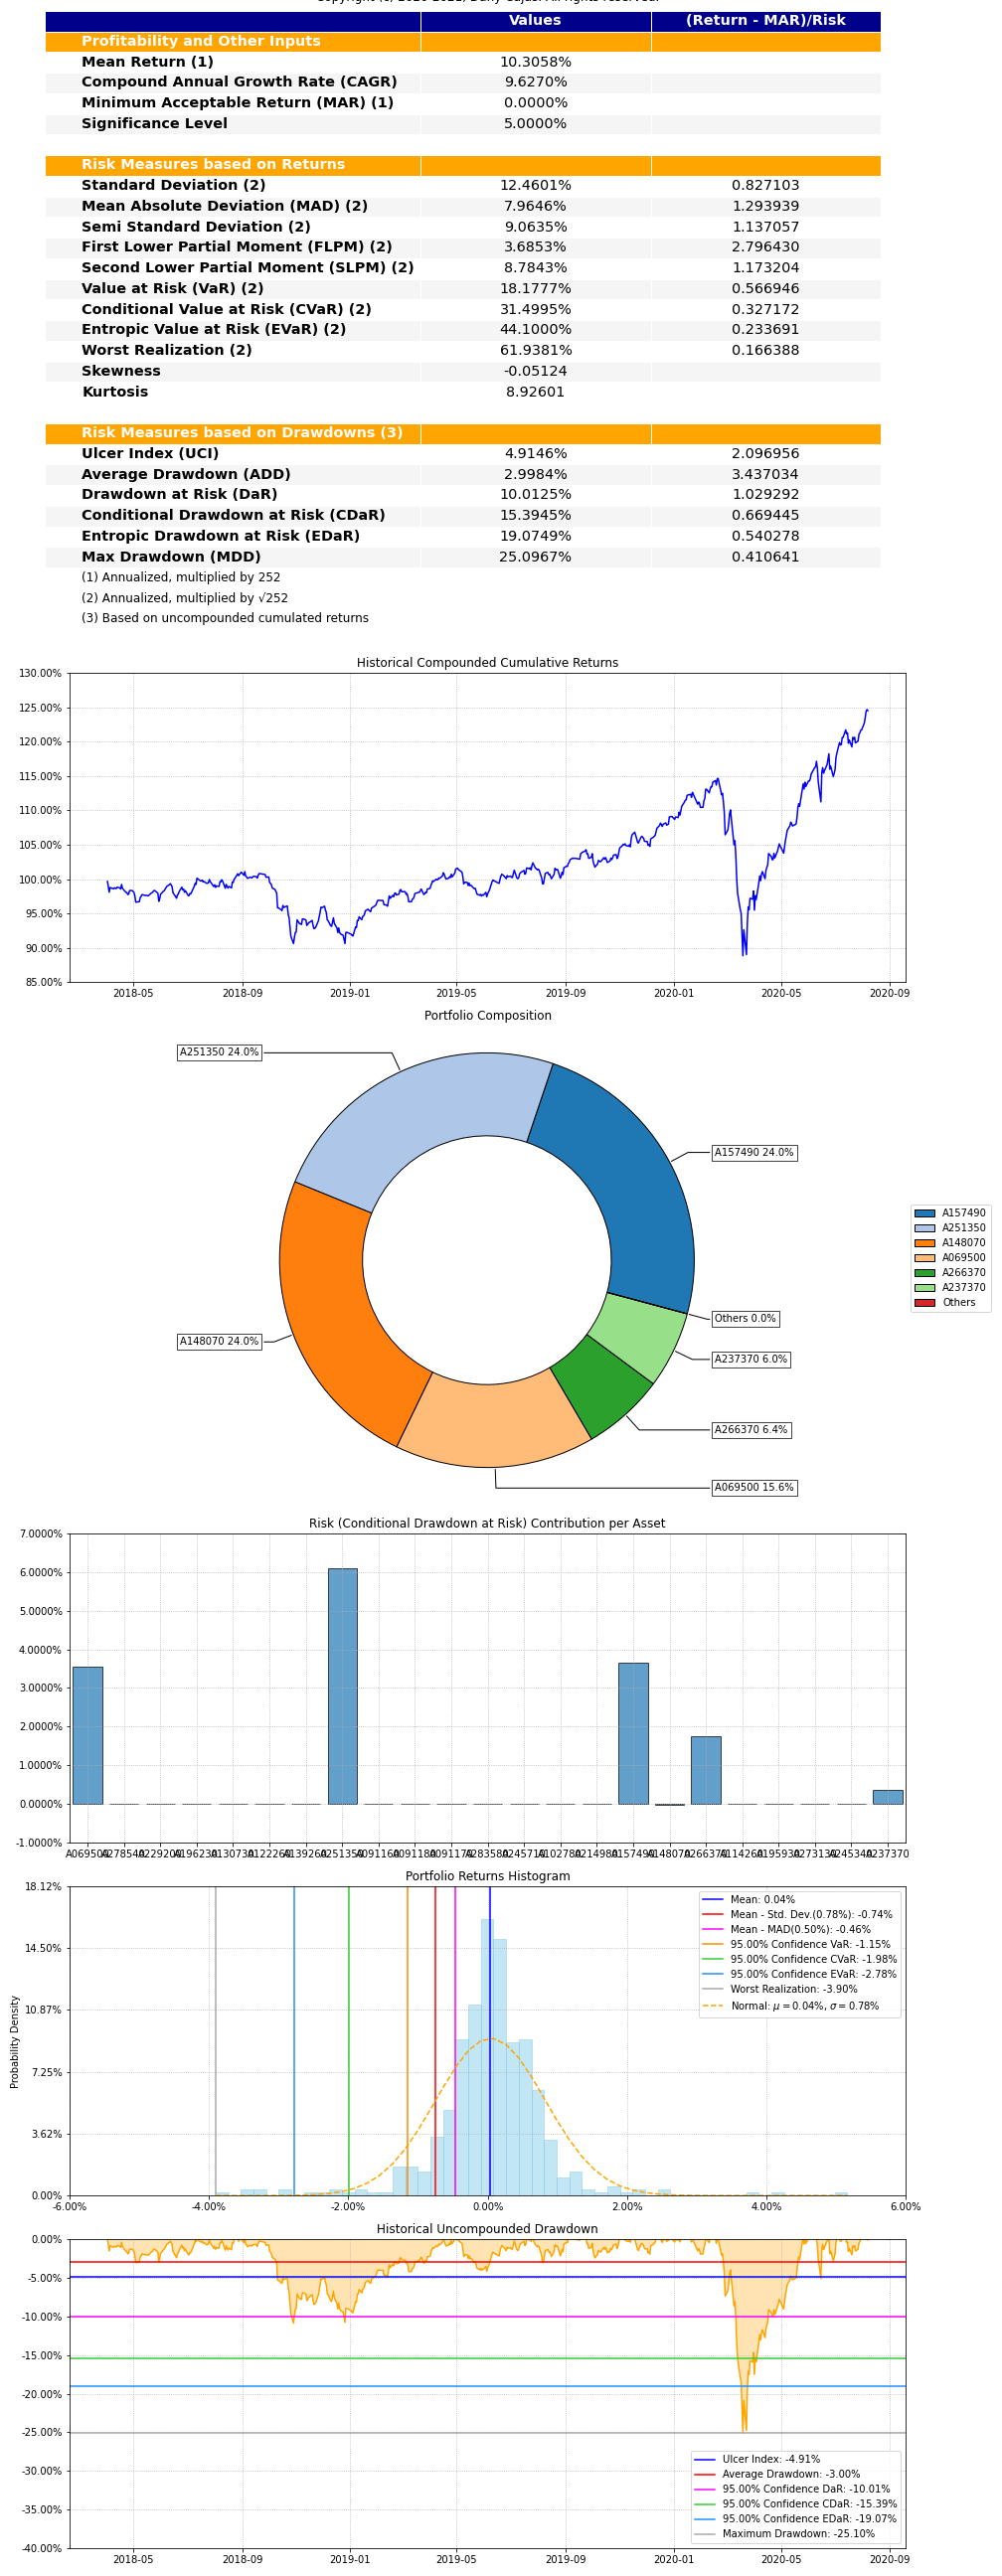 Copyright (c) 2020-2021, Dany Cajas. All rights reserved.
Values (Return - MAR)/Risk
Profitability and Other Inputs
Mean Return (1) 10.3058%
Compound Annual Growth Rate (CAGR) 9.6270%
Minimum Acceptable Return (MAR) (1) 0.0000%
Significance Level 5.0000%
Risk Measures based on Returns
Standard Deviation (2) 12.4601% 0.827103
Mean Absolute Deviation (MAD) (2) 7.9646% 1.293939
Semi Standard Deviation (2) 9.0635% 1.137057
First Lower Partial Moment (FLPM) (2) 3.6853% 2.796430
Second Lower Partial Moment (SLPM) (2) 8.7843% 1.173204
Value at Risk (VaR) (2) 18.1777% 0.566946
Conditional Value at Risk (CVaR) (2) 31.4995% 0.327172
Entropic Value at Risk (EVaR) (2) 44.1000% 0.233691
Worst Realization (2) 61.9381% 0.166388
Skewness -0.05124
Kurtosis 8.92601
Risk Measures based on Drawdowns (3)
Ulcer Index (UCI) 4.9146% 2.096956
Average Drawdown (ADD) 2.9984% 3.437034
Drawdown at Risk (DaR) 10.0125% 1.029292
Conditional Drawdown at Risk (CDaR) 15.3945% 0.669445
Entropic Drawdown at Risk (EDaR) 19.0749% 0.540278
Max Drawdown (MDD) 25.0967% 0.410641
(1) Annualized, multiplied by 252
(2) Annualized, multiplied by √252
(3) Based on uncompounded cumulated returns
Historical Compounded Cumulative Returns
130.00%
125.00%
120.00%
115.00%
110.00%
105.00%
100.00%
95.00%
90.00%
85.00%
2018-05 2018-09 2019-01 2019-05 2019-09 2020-01 2020-05 2020-09
Portfolio Composition
A251350 24.0%
A157490 24.0%
A148070 24.0%
Others 0.0%
A237370 6.0%
A266370 6.4%
A069500 15.6%
A157490
A251350
A148070
A069500
A266370
A237370
Others
Risk (Conditional Drawdown at Risk) Contribution per Asset
7.0000%
6.0000%
5.0000%
4.0000%
3.0000%
2.0000%
1.0000%
0.0000%
-1.0000%
A237370
Portfolio Returns Histogram
Probability Density
18.12%
14.50%
10.87%
7.25%
3.62%
0.00%
-6.00% -4.00% -2.00% 0.00% 2.00% 4.00% 6.00%
Mean: 0.04%
Mean - Std. Dev.(0.78%): -0.74%
Mean - MAD(0.50%): -0.46%
95.00% Confidence VaR: -1.15%
95.00% Confidence CVaR: -1.98%
95.00% Confidence EVaR: -2.78%
Worst Realization: -3.90%
Normal: μ = 0.04%, σ = 0.78%
Historical Uncompounded Drawdown
0.00%
-5.00%
-10.00%
-15.00%
-20.00%
-25.00%
-30.00%
-35.00%
-40.00%
2018-05 2018-09 2019-01 2019-05 2019-09 2020-01 2020-05 2020-09
Ulcer Index: -4.91%
Average Drawdown: -3.00%
95.00% Confidence DaR: -10.01%
95.00% Confidence CDaR: -15.39%
95.00% Confidence EDaR: -19.07%
Maximum Drawdown: -25.10%